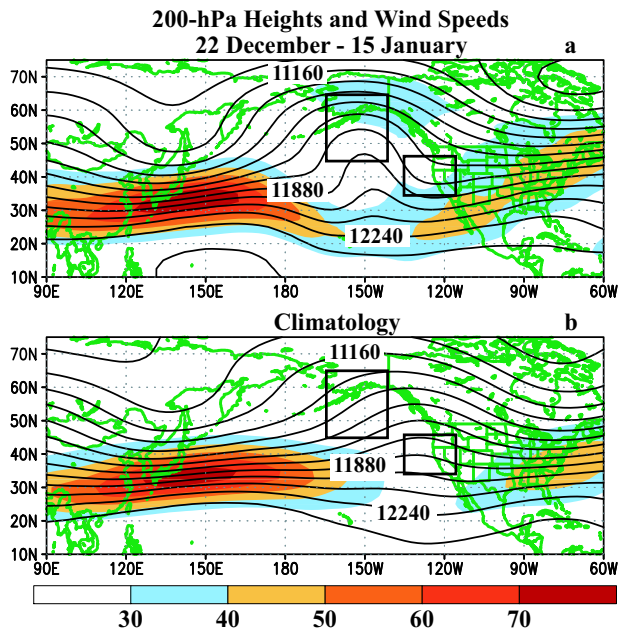 200-hPa Heights and Wind Speeds
22 December - 15 January
a
70N
60N
50N
40N
30N
20N
10N
11160
11880
12240
90E 120E 150E 180 150W 120W 90W 60W
Climatology
b
70N
60N
50N
40N
30N
20N
10N
11160
11880
12240
90E 120E 150E 180 150W 120W 90W 60W
30 40 50 60 70